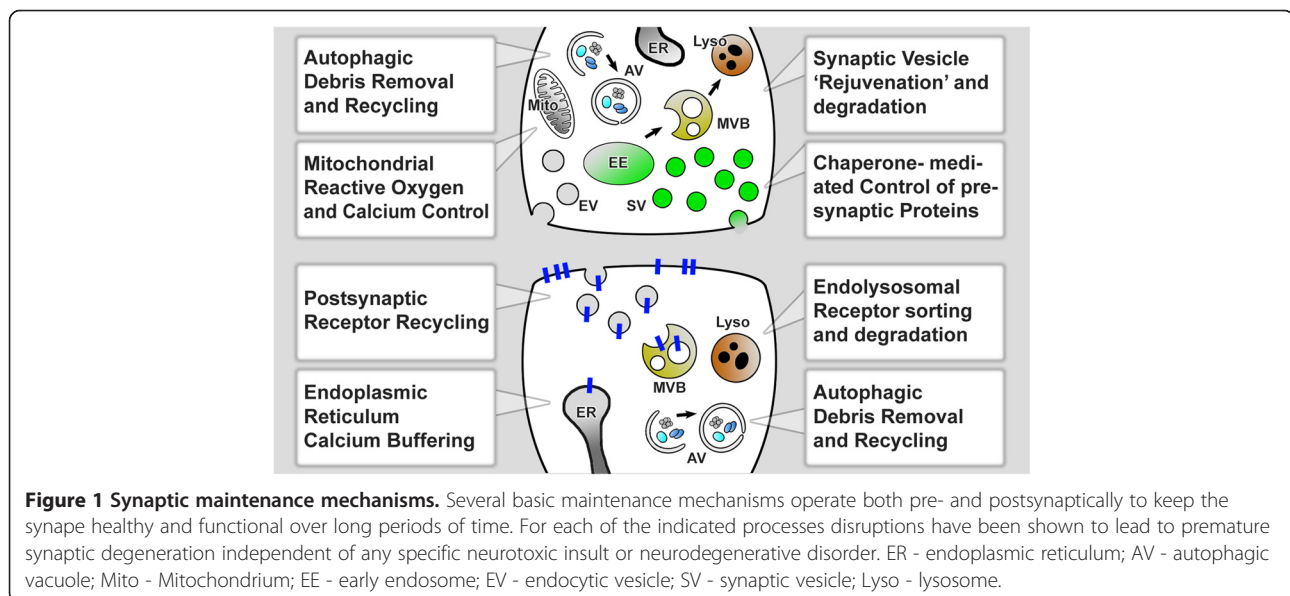 Autophagic
Debris Removal
and Recycling
Mitochondrial
Reactive Oxygen
and Calcium Control
ER
Lyso
AV
Mito
MVB
EE
EV
SV
Synaptic Vesicle
‘Rejuvenation’ and
degradation
Chaperone- medi-
ated Control of pre-
synaptic Proteins
Postsynaptic
Receptor Recycling
Endoplasmic
Reticulum
Calcium Buffering
Lyso
MVB
ER
AV
Endolysosomal
Receptor sorting
and degradation
Autophagic
Debris Removal
and Recycling
Figure 1 Synaptic maintenance mechanisms. Several basic maintenance mechanisms operate both pre- and postsynaptically to keep the
synape healthy and functional over long periods of time. For each of the indicated processes disruptions have been shown to lead to premature
synaptic degeneration independent of any specific neurotoxic insult or neurodegenerative disorder. ER - endoplasmic reticulum; AV - autophagic
vacuole; Mito - Mitochondrium; EE - early endosome; EV - endocytic vesicle; SV - synaptic vesicle; Lyso - lysosome.